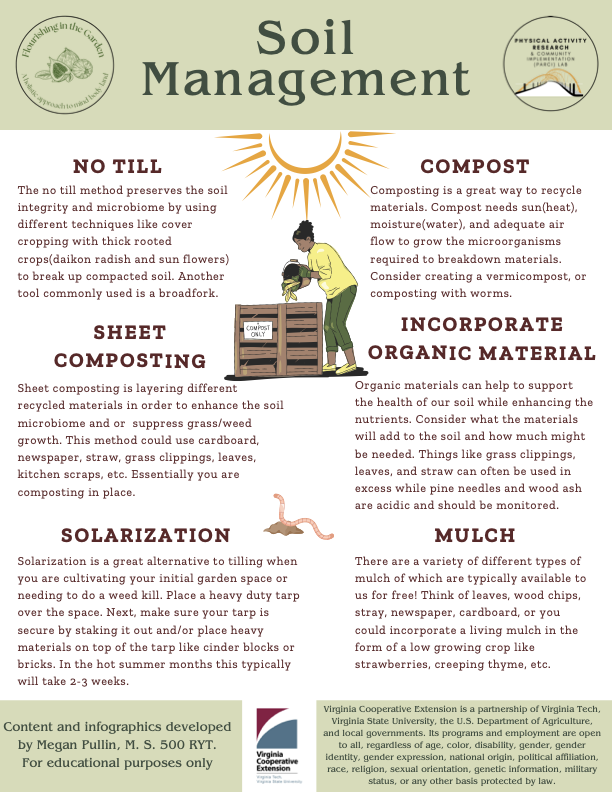 Flourishing in the Garden
A holistic approach to mind body, and
Soil
Management
PHYSICAL ACTIVITY
RESEARCH
& COMMUNITY
IMPLEMENTATION
(PARCI) LAB
NO TILL
The no till method preserves the soil
integrity and microbiome by using
different techniques like cover
cropping with thick rooted
crops(daikon radish and sun flowers)
to break up compacted soil. Another
tool commonly used is a broadfork.
COMPOST
Composting is a great way to recycle
materials. Compost needs sun(heat),
moisture(water), and adequate air
flow to grow the microorganisms
required to breakdown materials.
Consider creating a vermicompost, or
composting with worms.
COMPOST
ONLY
SHEET
COMPOSTING
Sheet composting is layering different
recycled materials in order to enhance the soil
microbiome and or suppress grass/weed
growth. This method could use cardboard,
newspaper, straw, grass clippings, leaves,
kitchen scraps, etc. Essentially you are
composting in place.
INCORPORATE
ORGANIC MATERIAL
Organic materials can help to support
the health of our soil while enhancing the
nutrients. Consider what the materials
will add to the soil and how much might
be needed. Things like grass clippings,
leaves, and straw can often be used in
excess while pine needles and wood ash
are acidic and should be monitored.
SOLARIZATION
Solarization is a great alternative to tilling when
you are cultivating your initial garden space or
needing to do a weed kill. Place a heavy duty tarp
over the space. Next, make sure your tarp is
secure by staking it out and/or place heavy
materials on top of the tarp like cinder blocks or
bricks. In the hot summer months this typically
will take 2-3 weeks.
MULCH
There are a variety of different types of
mulch of which are typically available to
us for free! Think of leaves, wood chips,
stray, newspaper, cardboard, or you
could incorporate a living mulch in the
form of a low growing crop like
strawberries, creeping thyme, etc.
Content and infographics developed
by Megan Pullin, M. S. 500 RYT.
For educational purposes only
Virginia
Cooperative
Extension
Virginia Tech
Virginia State University
Virginia Cooperative Extension is a partnership of Virginia Tech,
Virginia State University, the U.S. Department of Agriculture,
and local governments. Its programs and employment are open
to all, regardless of age, color, disability, gender, gender
identity, gender expression, national origin, political affiliation,
race, religion, sexual orientation, genetic information, military
status, or any other basis protected by law.